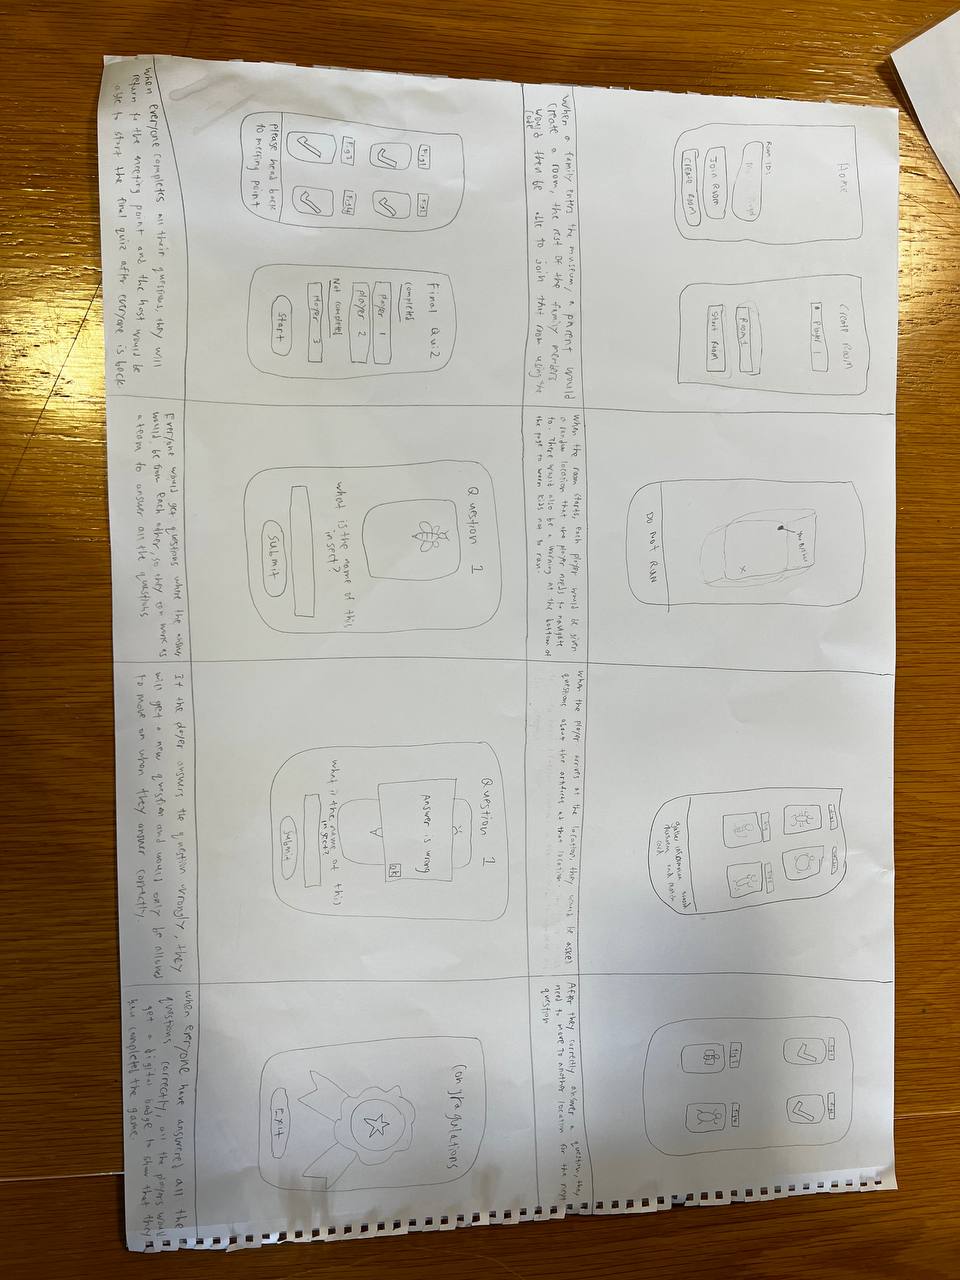 Home
Room ID:
Join Room
Create Room
Create Room
Player 1
Room 1
Start Room
When a family enters the museum, a parent would
create a room, the rest of the family members
would then be able to join that room using the
code
You are here
X
DO NOT RUN
When the room starts, each player would be given
a random location that the player needs to navigate
to. There would also be a warning at the bottom of
the page to warn kids not to run.
Fig
gather information around
museum and match
card
When the player arrives at the location, they would be asked
questions about the artifacts at that location
Fig1
Fig2
Fig3
Fig4
After they correctly answer a question, they
need to move to another location for the next
question
Fig1
Fig2
Fig3
Fig4
please head back
to meeting point
Final Quiz
Completed
Player 1
Player 2
Not completed
Player 3
Start
When everyone completes all their questions, they will
return to the meeting point and the host would be
able to start the final quiz after everyone is back
Question 1
What is the name of this
insect?
Submit
Everyone would get questions where the answer
would be from each other, so they can work as
a team to answer all the questions
Question 1
Answer is wrong
OK
What is the name of this
insect?
Submit
If the player answers the question wrongly, they
will get a new question and would only be allowed
to move on when they answer correctly.
Congragulations
Exit
When everyone have answered all the
questions correctly, all the players would
get a digital badge to show that they
have completed the game.